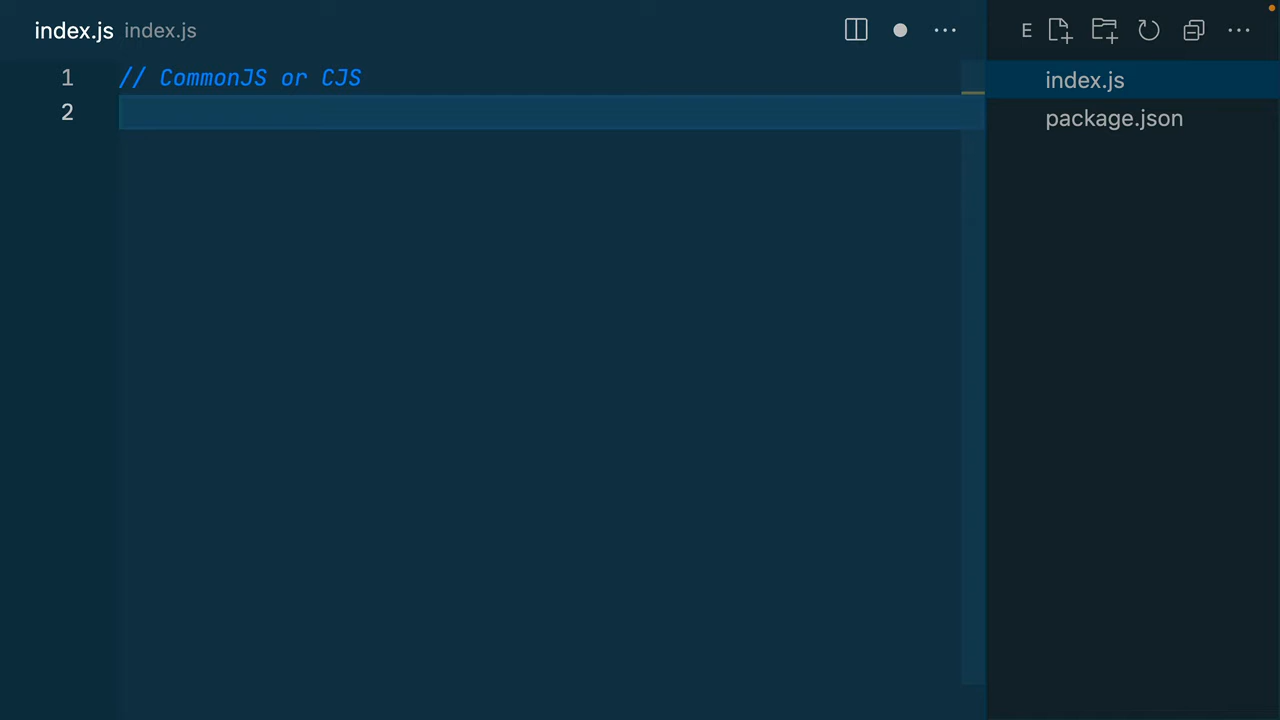 index.js index.js
E
1 // CommonJS or CJS
2
index.js
package.json